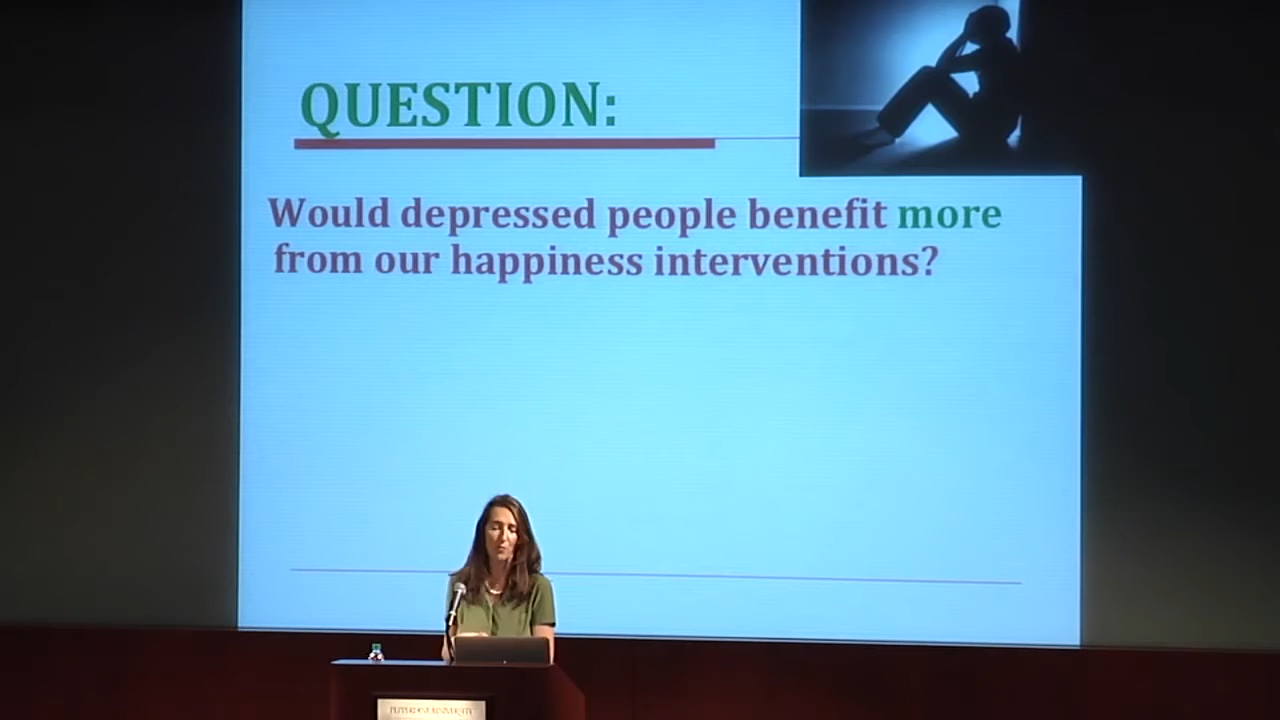 QUESTION:
Would depressed people benefit more
from our happiness interventions?